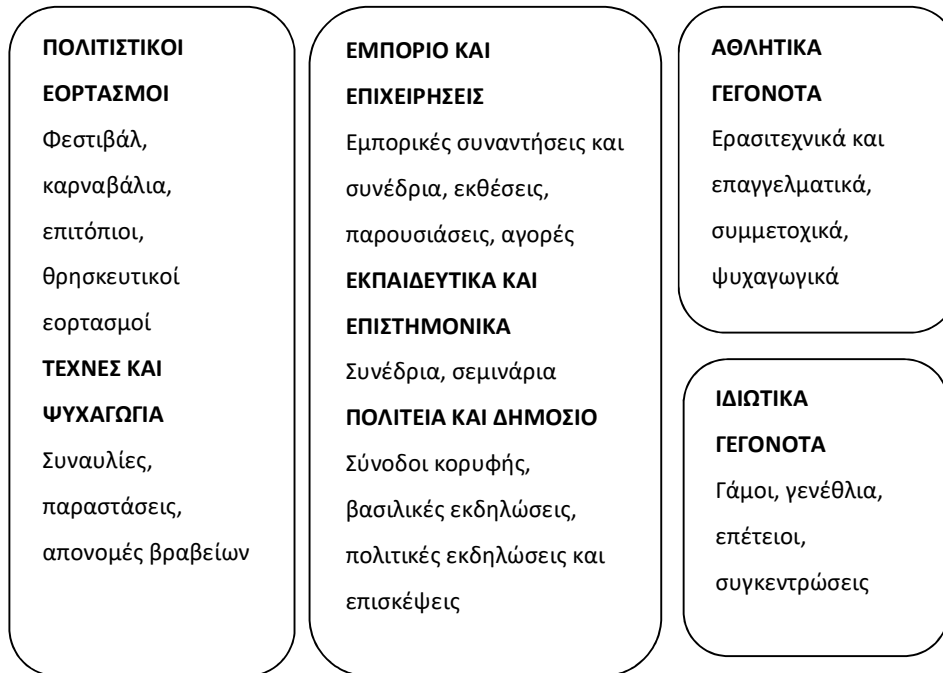 ΠΟΛΙΤΙΣΤΙΚΟΙ
ΕΟΡΤΑΣΜΟΙ
Φεστιβάλ,
καρναβάλια,
επιτόπιοι,
θρησκευτικοί
εορτασμοί
ΤΕΧΝΕΣ ΚΑΙ
ΨΥΧΑΓΩΓΙΑ
Συναυλίες,
παραστάσεις,
απονομές βραβείων
ΕΜΠΟΡΙΟ ΚΑΙ
ΕΠΙΧΕΙΡΗΣΕΙΣ
Εμπορικές συναντήσεις και
συνέδρια, εκθέσεις,
παρουσιάσεις, αγορές
ΕΚΠΑΙΔΕΥΤΙΚΑ ΚΑΙ
ΕΠΙΣΤΗΜΟΝΙΚΑ
Συνέδρια, σεμινάρια
ΠΟΛΙΤΕΙΑ ΚΑΙ ΔΗΜΟΣΙΟ
Σύνοδοι κορυφής,
βασιλικές εκδηλώσεις,
πολιτικές εκδηλώσεις και
επισκέψεις
ΑΘΛΗΤΙΚΑ
ΓΕΓΟΝΟΤΑ
Ερασιτεχνικά και
επαγγελματικά,
συμμετοχικά,
ψυχαγωγικά
ΙΔΙΩΤΙΚΑ
ΓΕΓΟΝΟΤΑ
Γάμοι, γενέθλια,
επέτειοι,
συγκεντρώσεις